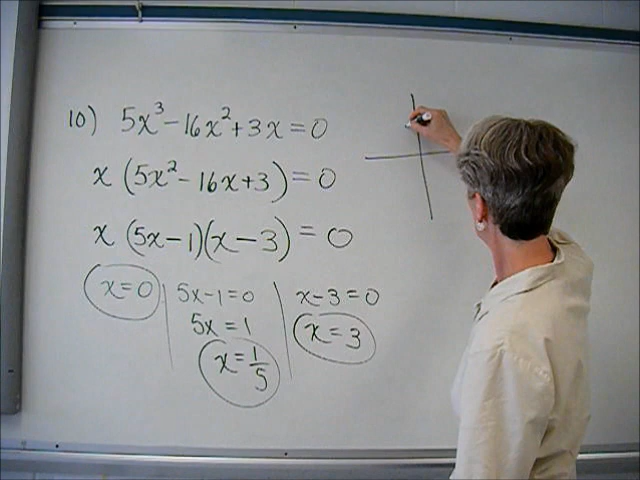 10) 5x³-16x²+3x=0
x(5x²-16x+3)=0
x(5x-1)(x-3)=0
x=0 5x-1=0 x-3=0
5x=1 x=3
x=1/5